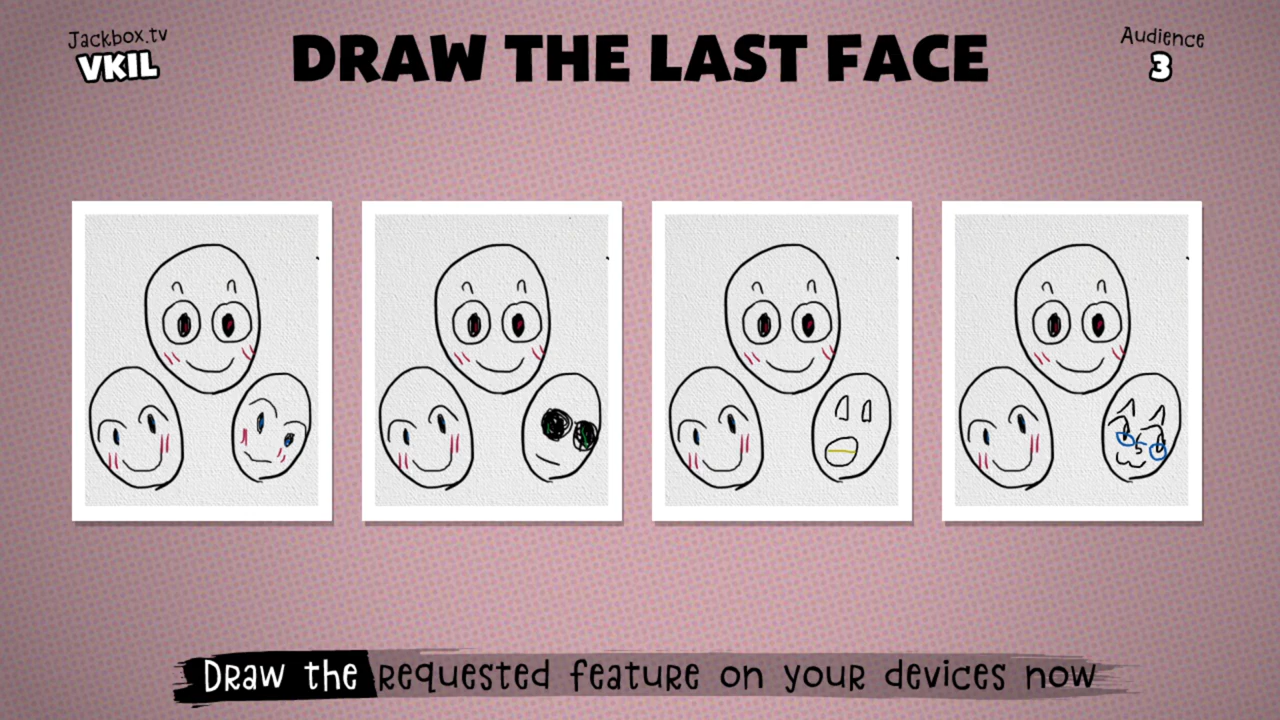 Jackbox.tv
VKIL
DRAW THE LAST FACE
Audience
3
Draw the requested feature on your devices now